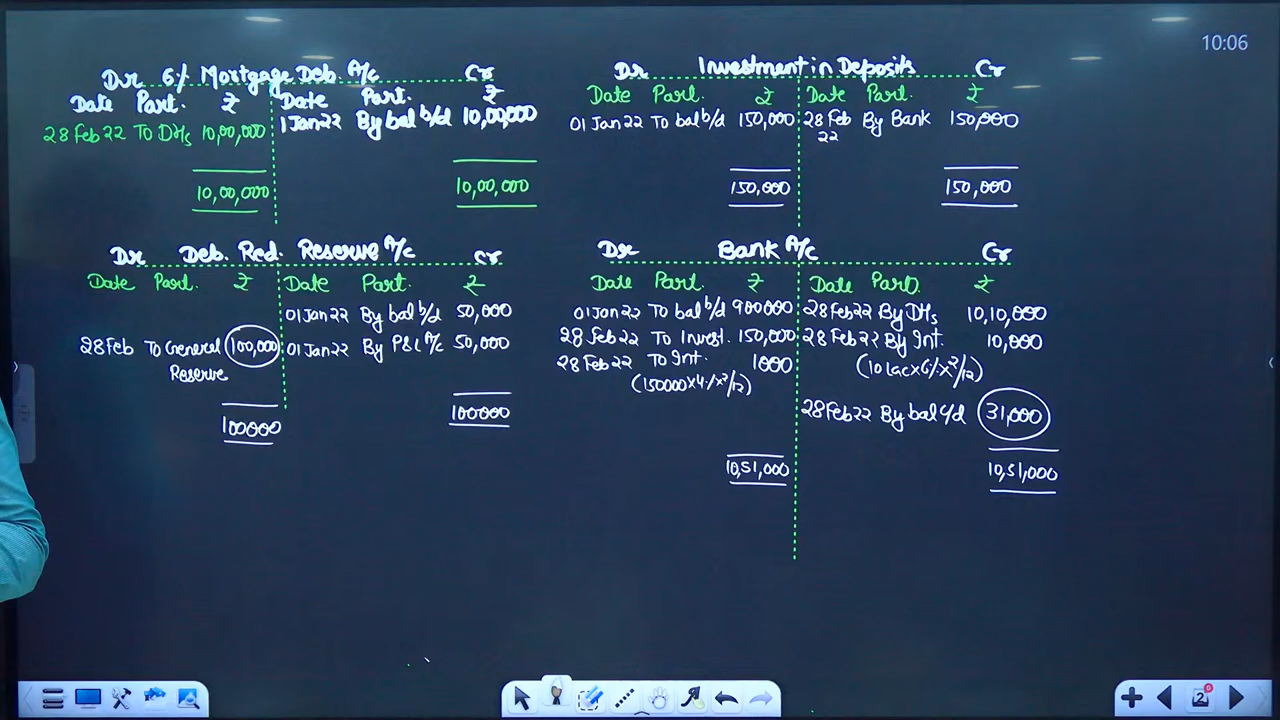 10:06
Dr 6% Mortgage Deb. A/c Cr
Date Part. ₹ Date Part. ₹
1 Jan 22 By bal b/d 10,00,000
28 Feb 22 To DHs 10,00,000
10,00,000 10,00,000
Dr Investment in Deposits Cr
Date Part. ₹ Date Part. ₹
01 Jan 22 To bal b/d 150,000 28 Feb By Bank 150,000
22
150,000 150,000
Dr Deb. Red. Reserve A/c Cr
Date Part. ₹ Date Part. ₹
01 Jan 22 By bal b/d 50,000
28 Feb To General 100,000 01 Jan 22 By P&L A/c 50,000
Reserve
100000 100000
Dr Bank A/c Cr
Date Part. ₹ Date Part. ₹
01 Jan 22 To bal b/d 900000 28 Feb 22 By DHs 10,10,000
28 Feb 22 To Invest. 150,000 28 Feb 22 By Int. 10,000
28 Feb 22 To Int. 1000 (10 lac x 6% x 2/12)
(150000 x 4% x 2/12)
28 Feb 22 By bal c/d 31,000
10,51,000 10,51,000
2